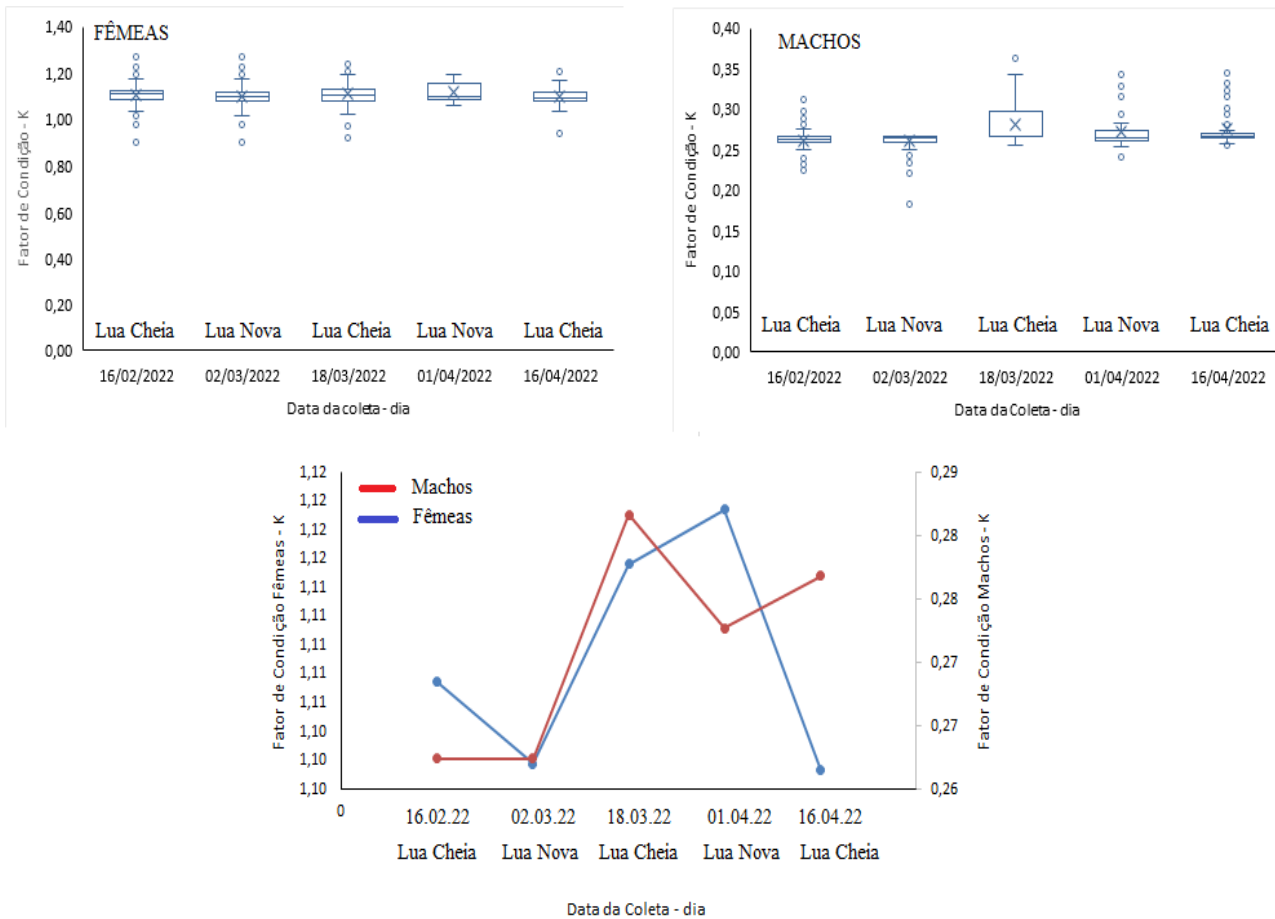 FÊMEAS
Fator de Condição - K
1,40
1,20
1,00
0,80
0,60
0,40
0,20
0,00
Lua Cheia Lua Nova Lua Cheia Lua Nova Lua Cheia
16/02/2022 02/03/2022 18/03/2022 01/04/2022 16/04/2022
Data da coleta - dia
MACHOS
Fator de Condição - K
0,40
0,35
0,30
0,25
0,20
0,15
0,10
0,05
0,00
Lua Cheia Lua Nova Lua Cheia Lua Nova Lua Cheia
16/02/2022 02/03/2022 18/03/2022 01/04/2022 16/04/2022
Data da Coleta - dia
Machos
Fêmeas
Fator de Condição Fêmeas - K
1,12
1,12
1,12
1,12
1,11
1,11
1,11
1,11
1,11
1,10
1,10
1,10
0
0,29
0,28
0,28
0,27
0,27
0,26
Fator de Condição Machos - K
16.02.22 02.03.22 18.03.22 01.04.22 16.04.22
Lua Cheia Lua Nova Lua Cheia Lua Nova Lua Cheia
Data da Coleta - dia